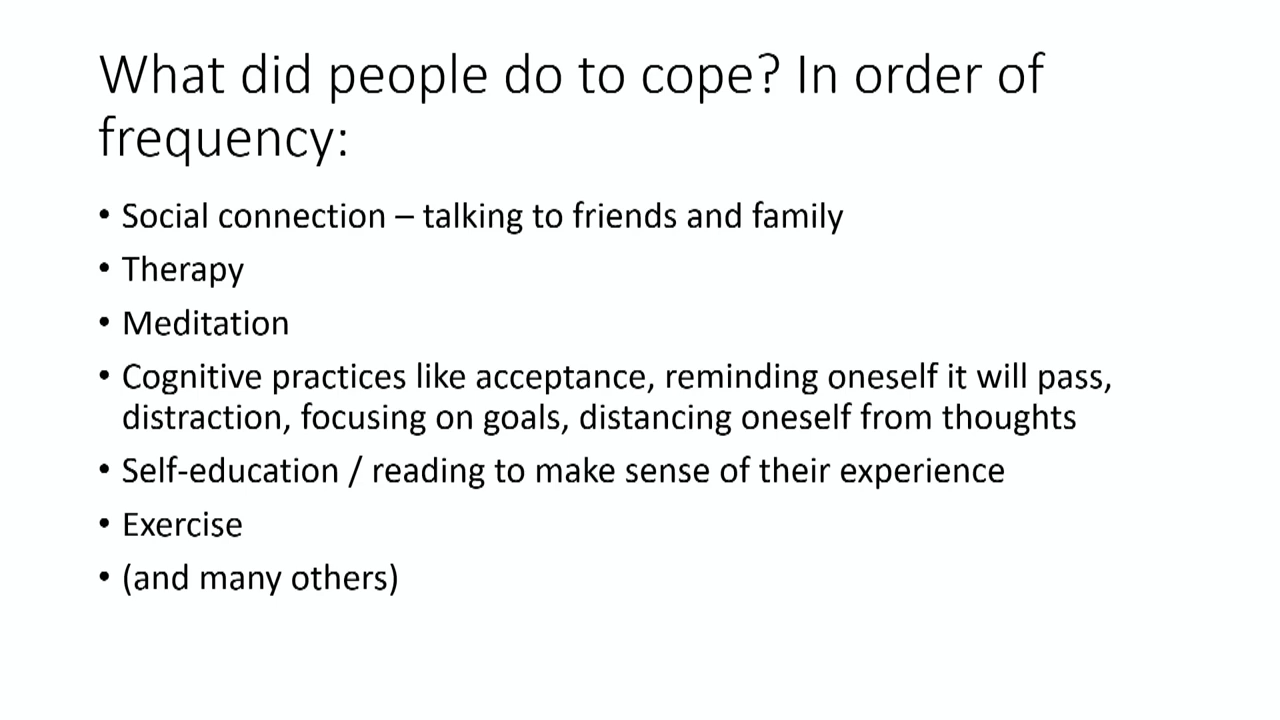 What did people do to cope? In order of
frequency:
• Social connection – talking to friends and family
• Therapy
• Meditation
• Cognitive practices like acceptance, reminding oneself it will pass,
distraction, focusing on goals, distancing oneself from thoughts
• Self-education / reading to make sense of their experience
• Exercise
• (and many others)